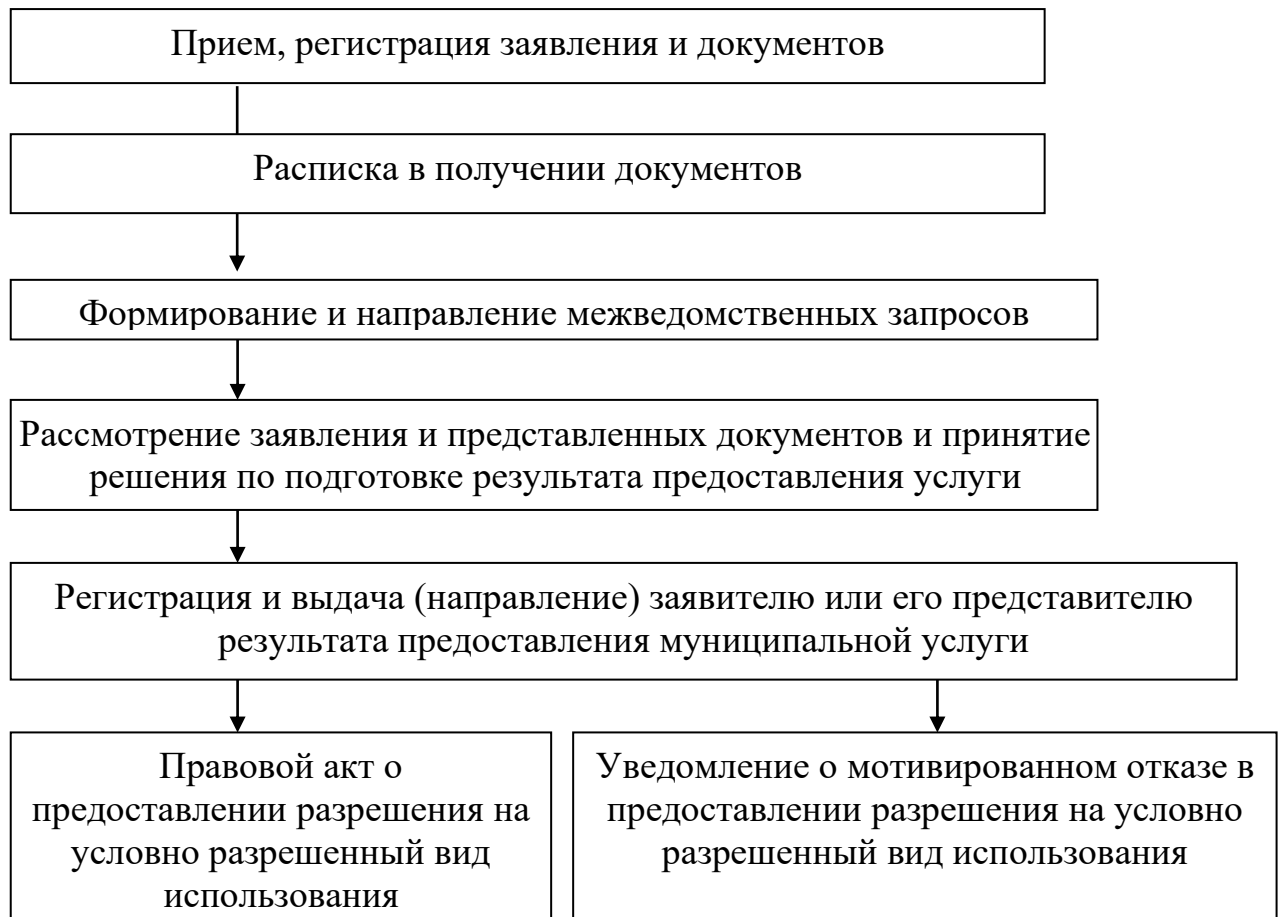 Прием, регистрация заявления и документов
Расписка в получении документов
Формирование и направление межведомственных запросов
Рассмотрение заявления и представленных документов и принятие
решения по подготовке результата предоставления услуги
Регистрация и выдача (направление) заявителю или его представителю
результата предоставления муниципальной услуги
Правовой акт о
предоставлении разрешения на
условно разрешенный вид
использования
Уведомление о мотивированном отказе в
предоставлении разрешения на условно
разрешенный вид использования